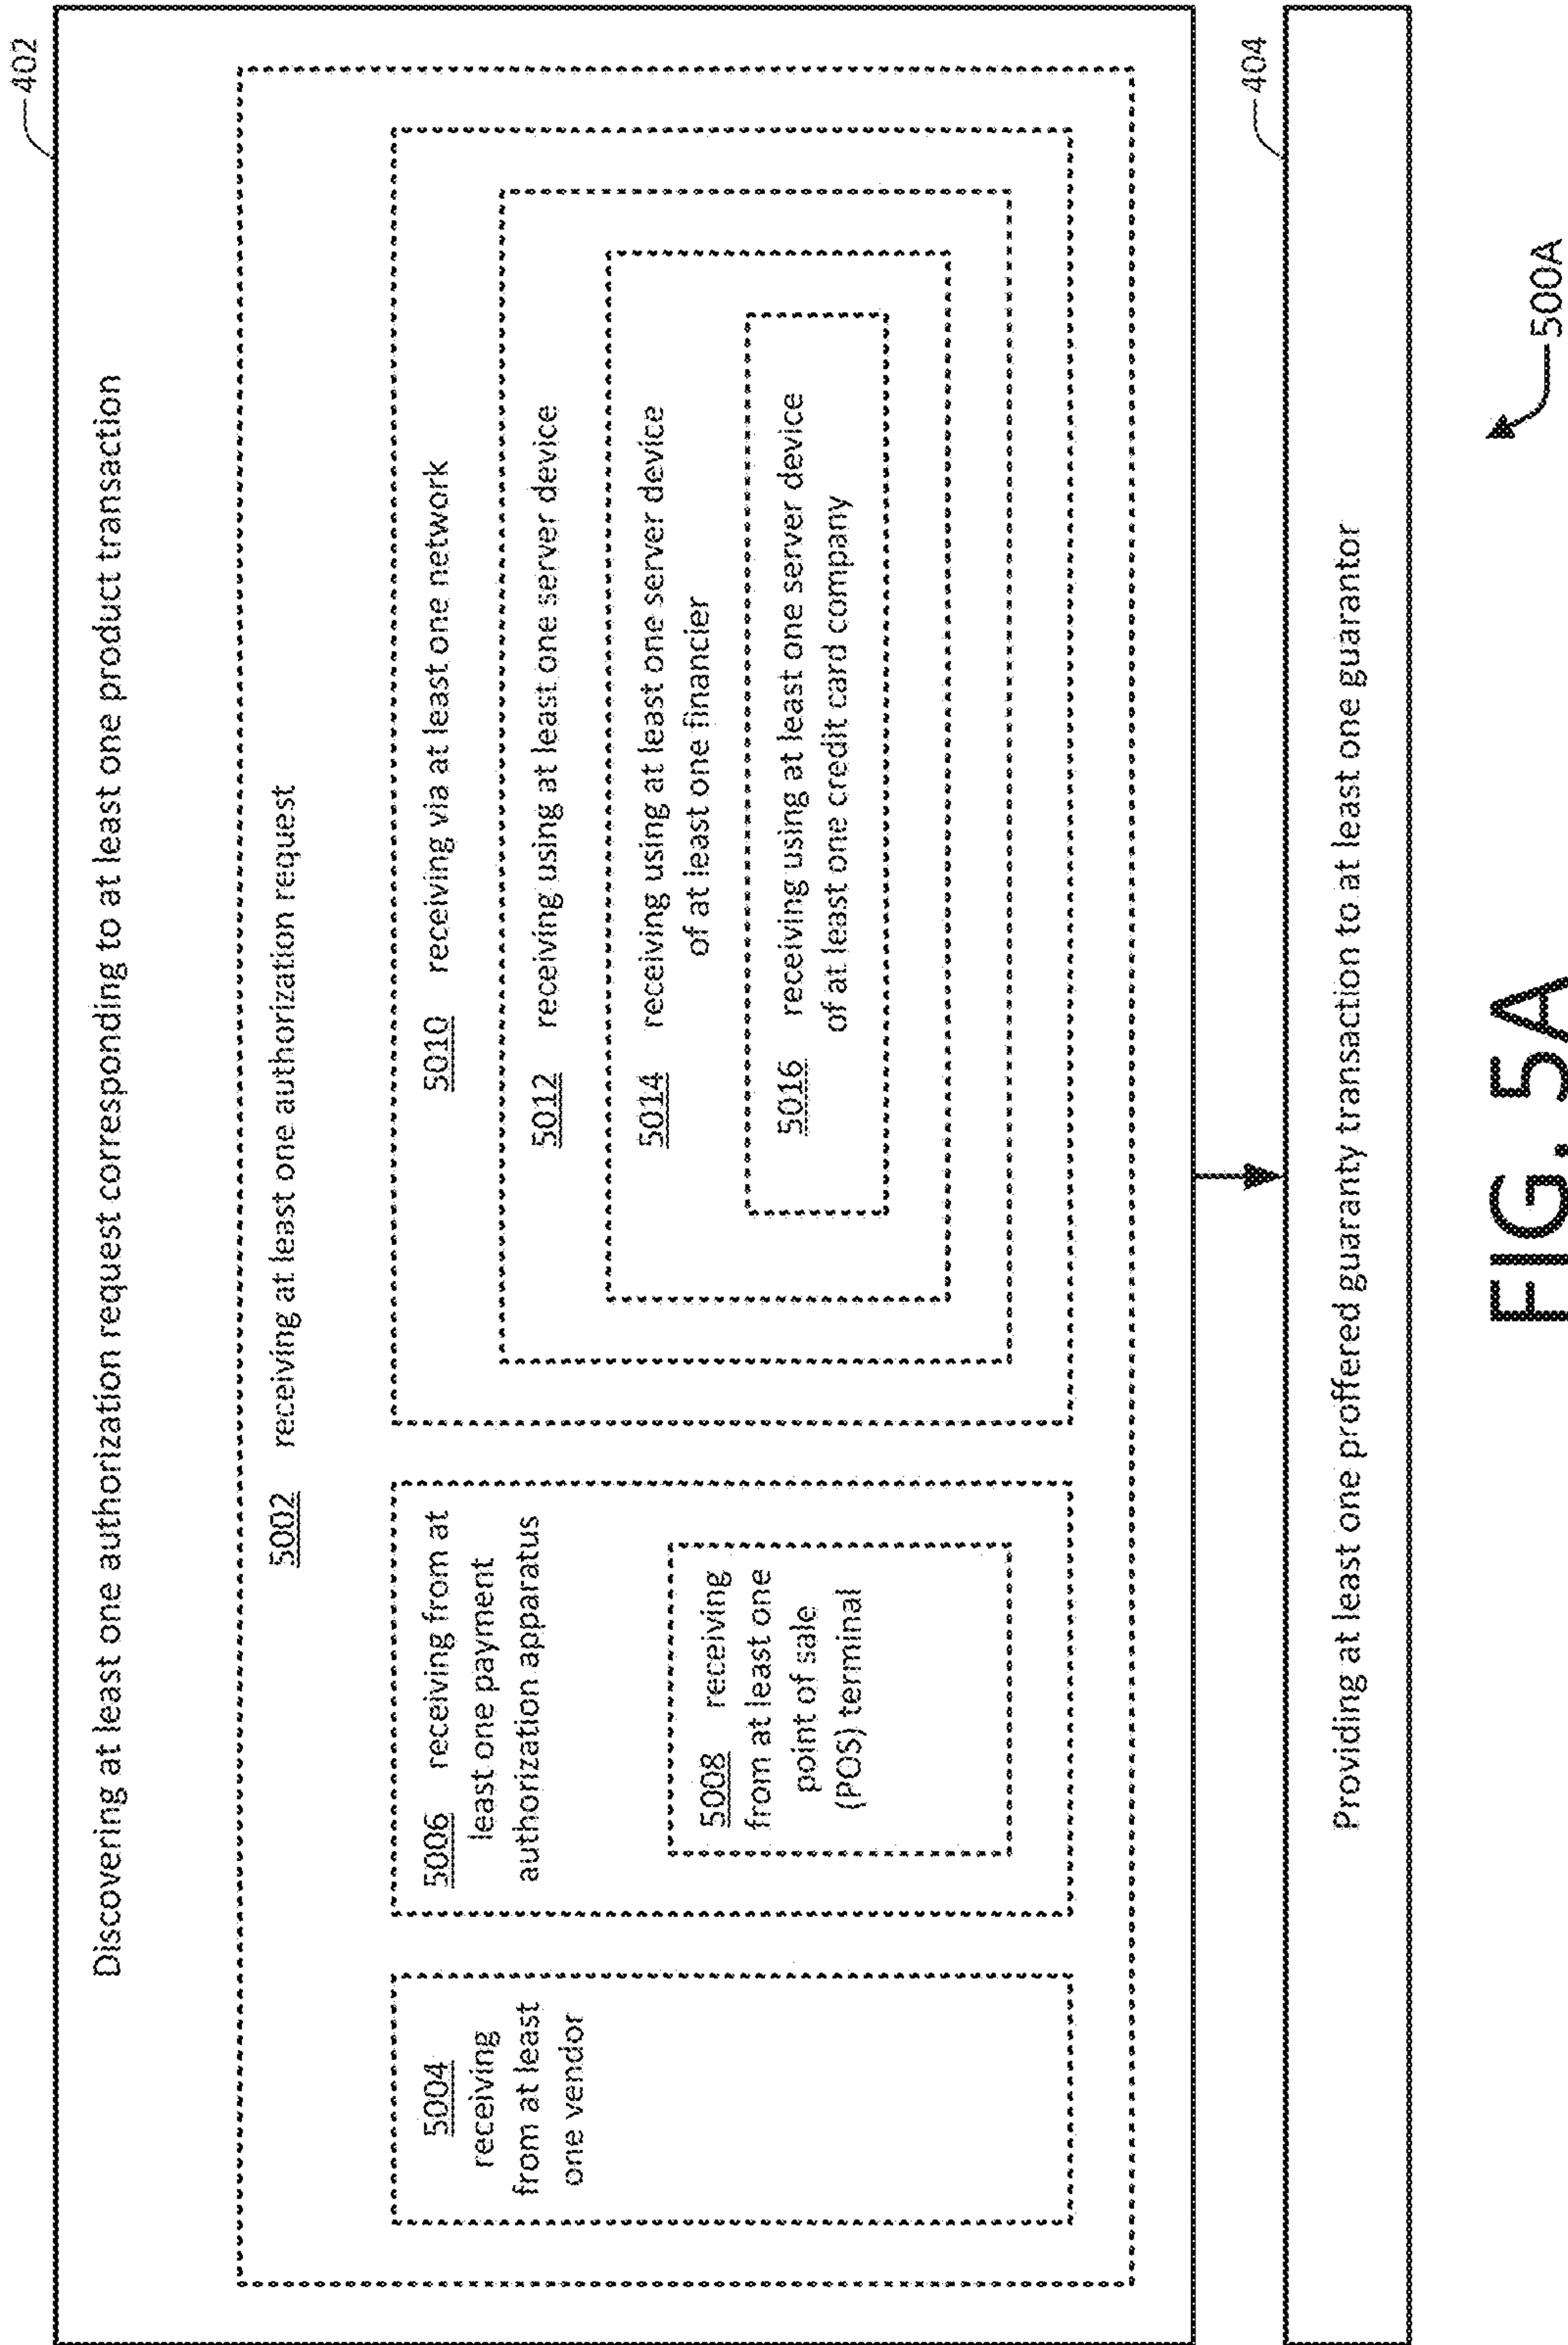 402
Discovering at least one authorization request corresponding to at least one product transaction
5002 receiving at least one authorization request
5004
receiving
from at least
one vendor
5006 receiving from at
least one payment
authorization apparatus
5008 receiving
from at least one
point of sale
(POS) terminal
5010 receiving via at least one network
5012 receiving using at least one server device
5014 receiving using at least one server device
of at least one financier
5016 receiving using at least one server device
of at least one credit card company
404
Providing at least one proffered guaranty transaction to at least one guarantor
500A
FIG. 5A